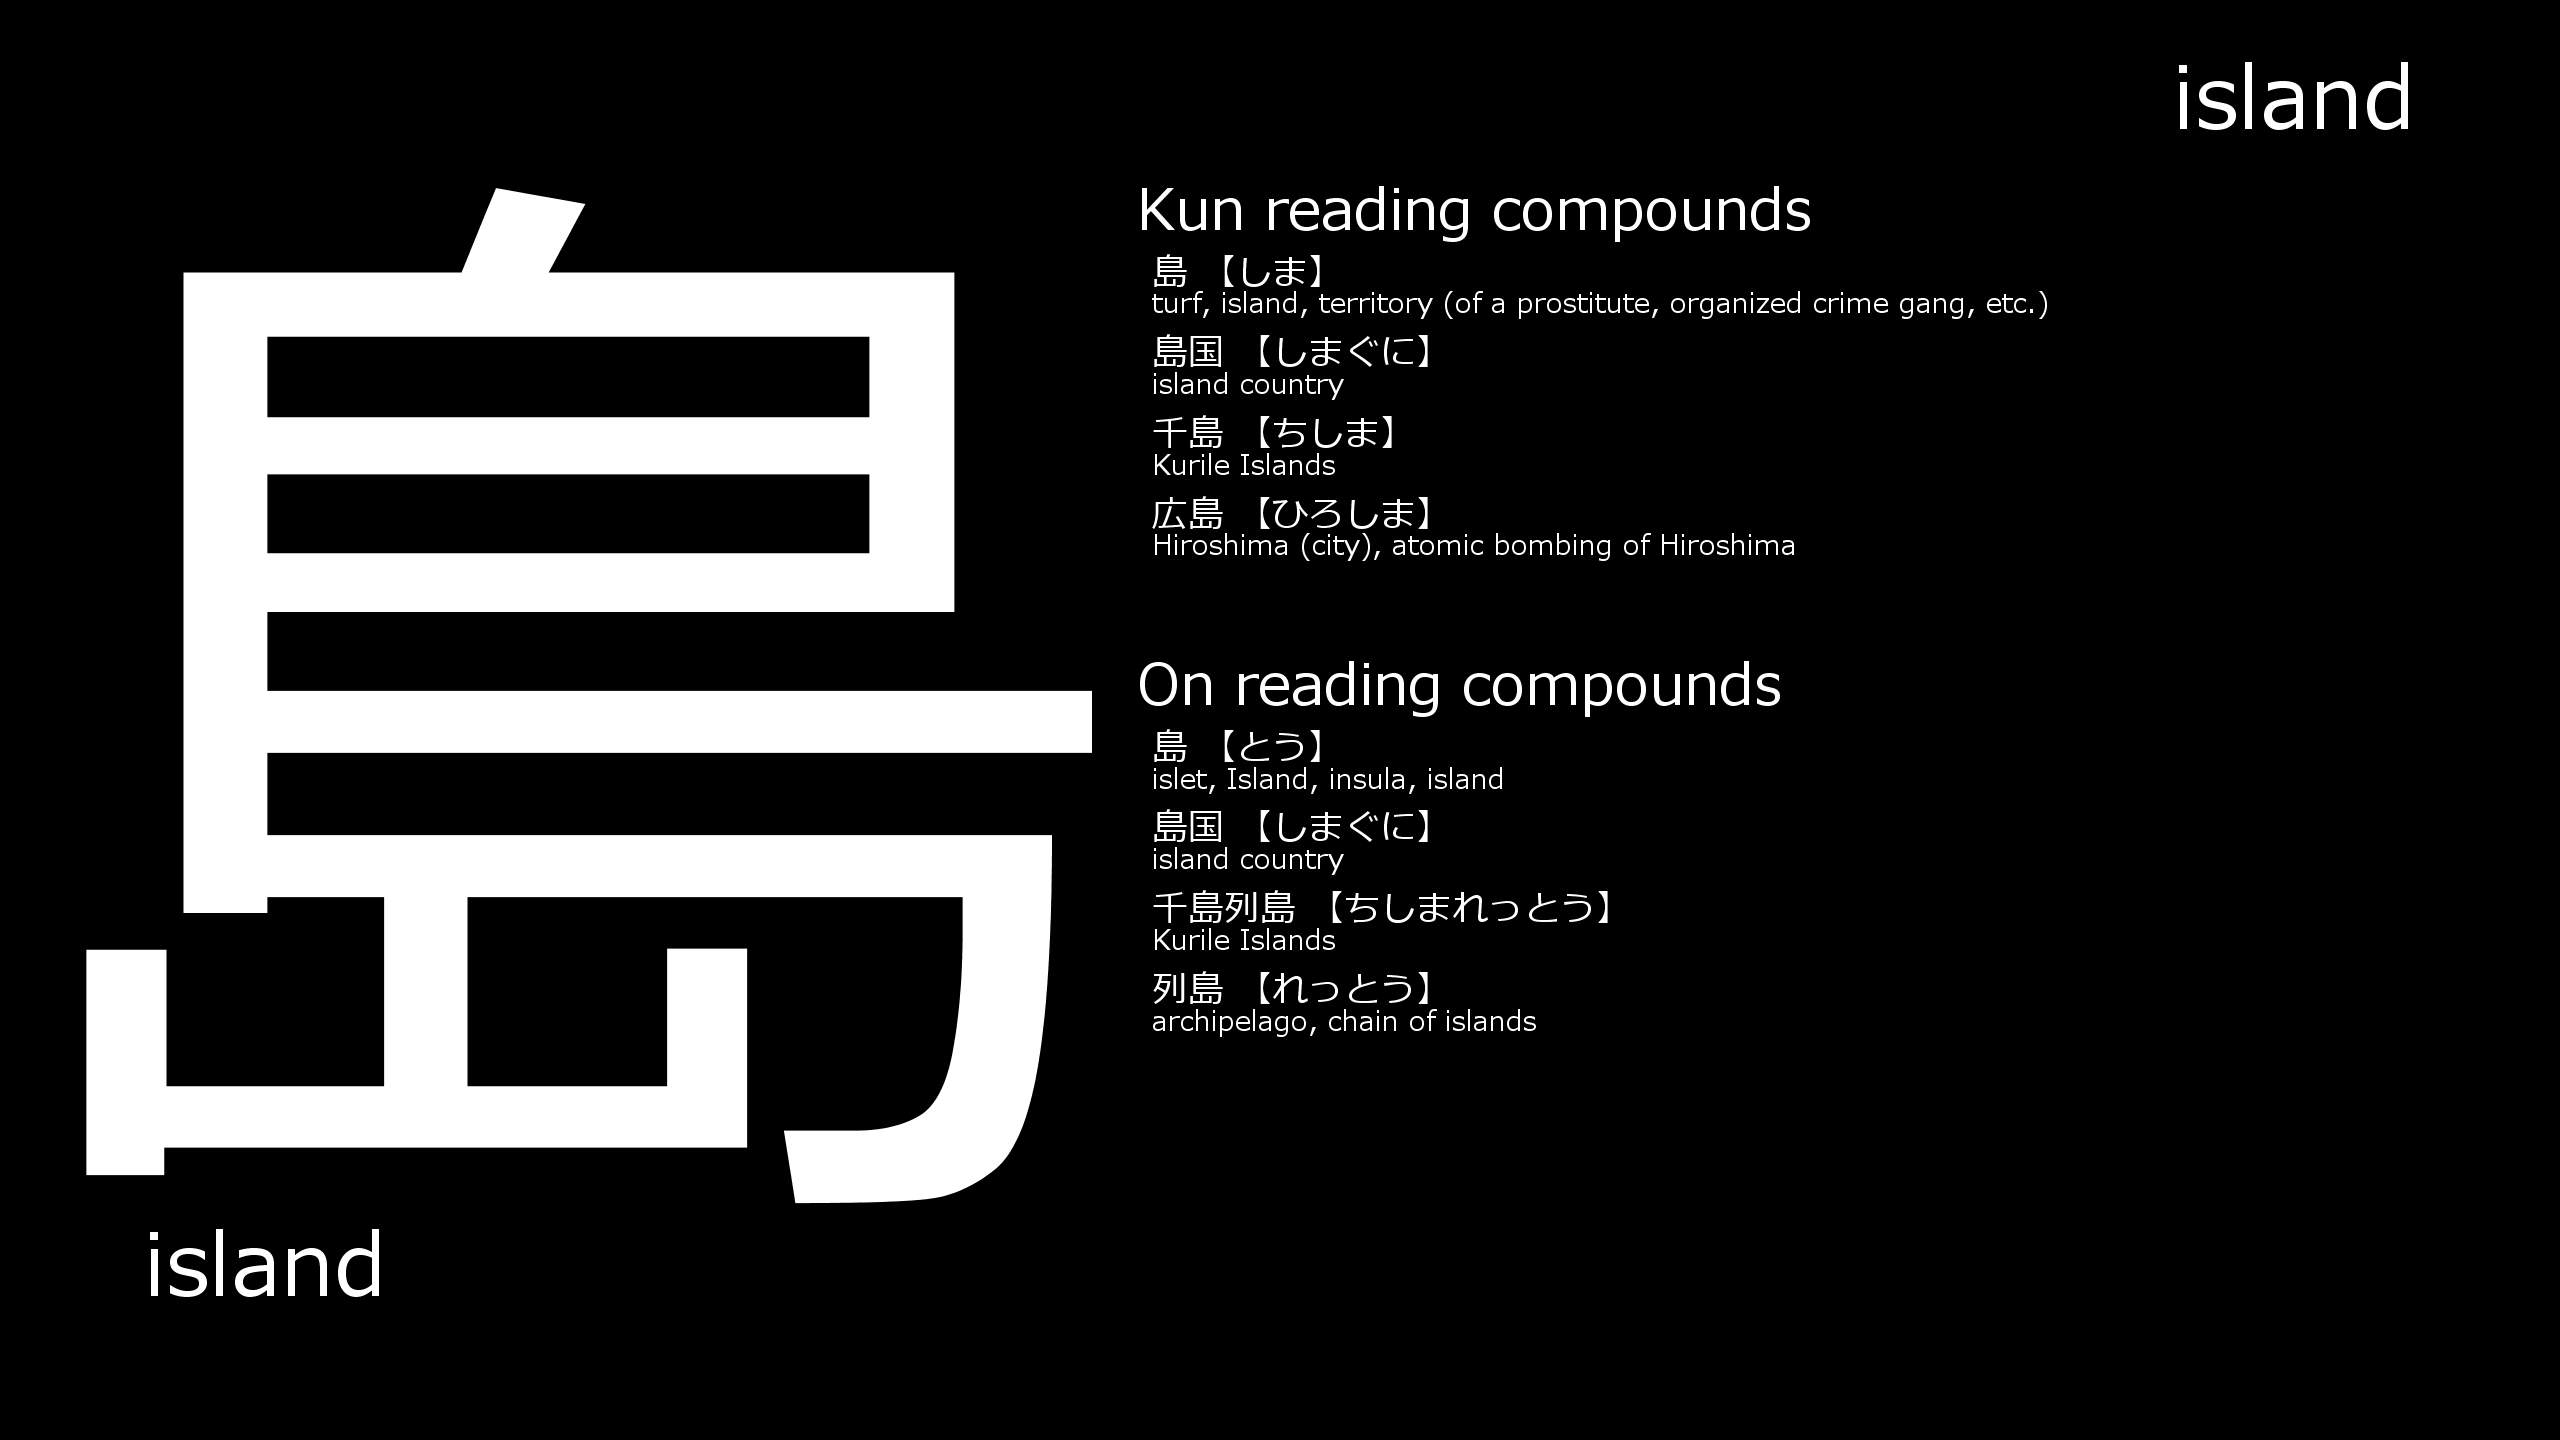 island
島
Kun reading compounds
島 【しま】
turf, island, territory (of a prostitute, organized crime gang, etc.)
島国 【しまぐに】
island country
千島 【ちしま】
Kurile Islands
広島 【ひろしま】
Hiroshima (city), atomic bombing of Hiroshima
On reading compounds
島 【とう】
islet, Island, insula, island
島国 【しまぐに】
island country
千島列島 【ちしまれっとう】
Kurile Islands
列島 【れっとう】
archipelago, chain of islands
island